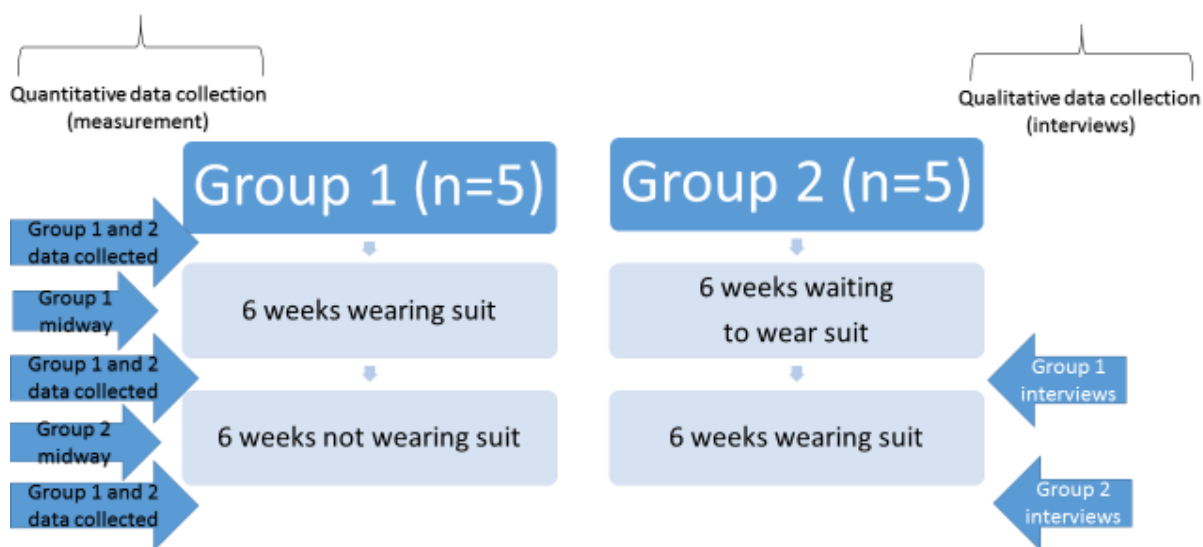 Quantitative data collection
(measurement)
Qualitative data collection
(interviews)
Group 1 (n=5)
Group 2 (n=5)
Group 1 and 2
data collected
6 weeks wearing suit
6 weeks waiting
to wear suit
Group 1
midway
Group 1 and 2
data collected
Group 1
interviews
6 weeks not wearing suit
6 weeks wearing suit
Group 2
midway
Group 1 and 2
data collected
Group 2
interviews